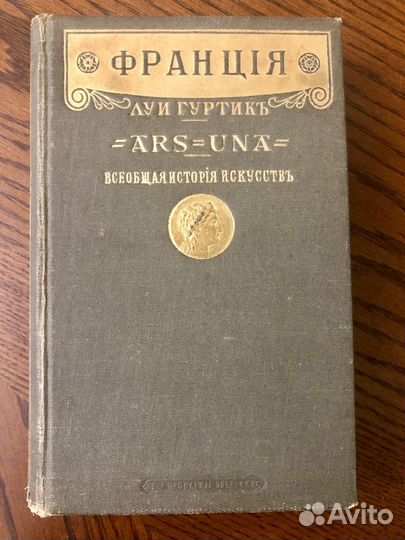 ФРАНЦІЯ
ЛУИ ГУРТИКЪ
=ARS=UNA=
ВСЕОБЩАЯ ИСТОРІЯ ИСКУССТВЪ
Avito